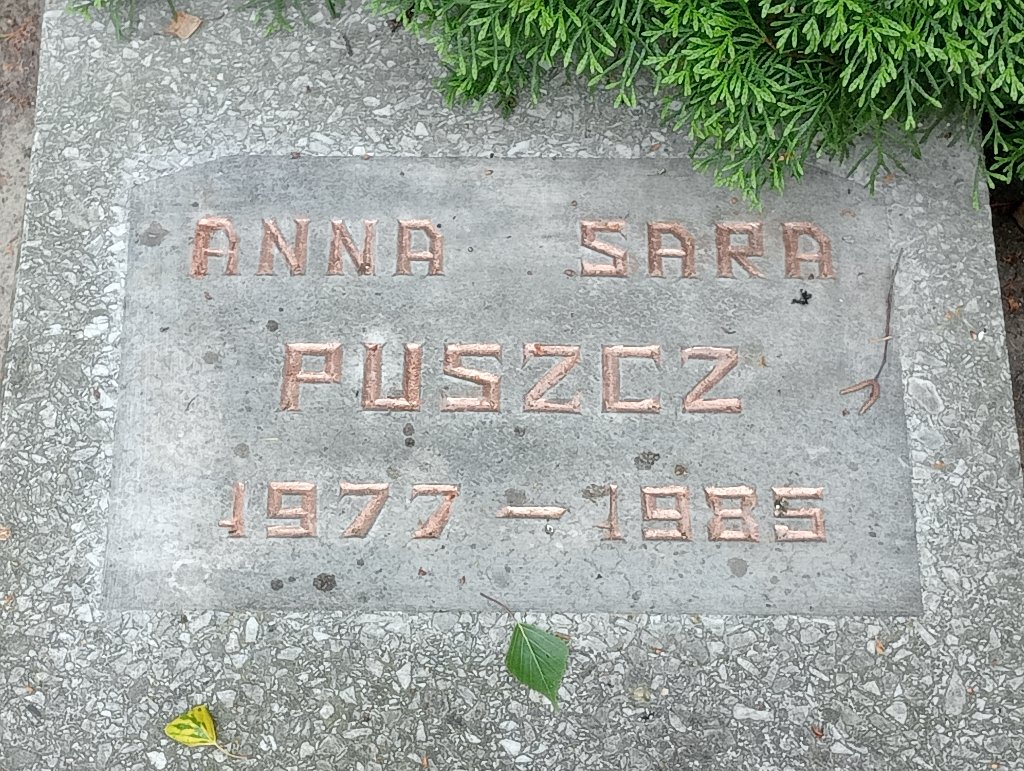 ANNA SARA
PUSZCZ
1977 – 1985